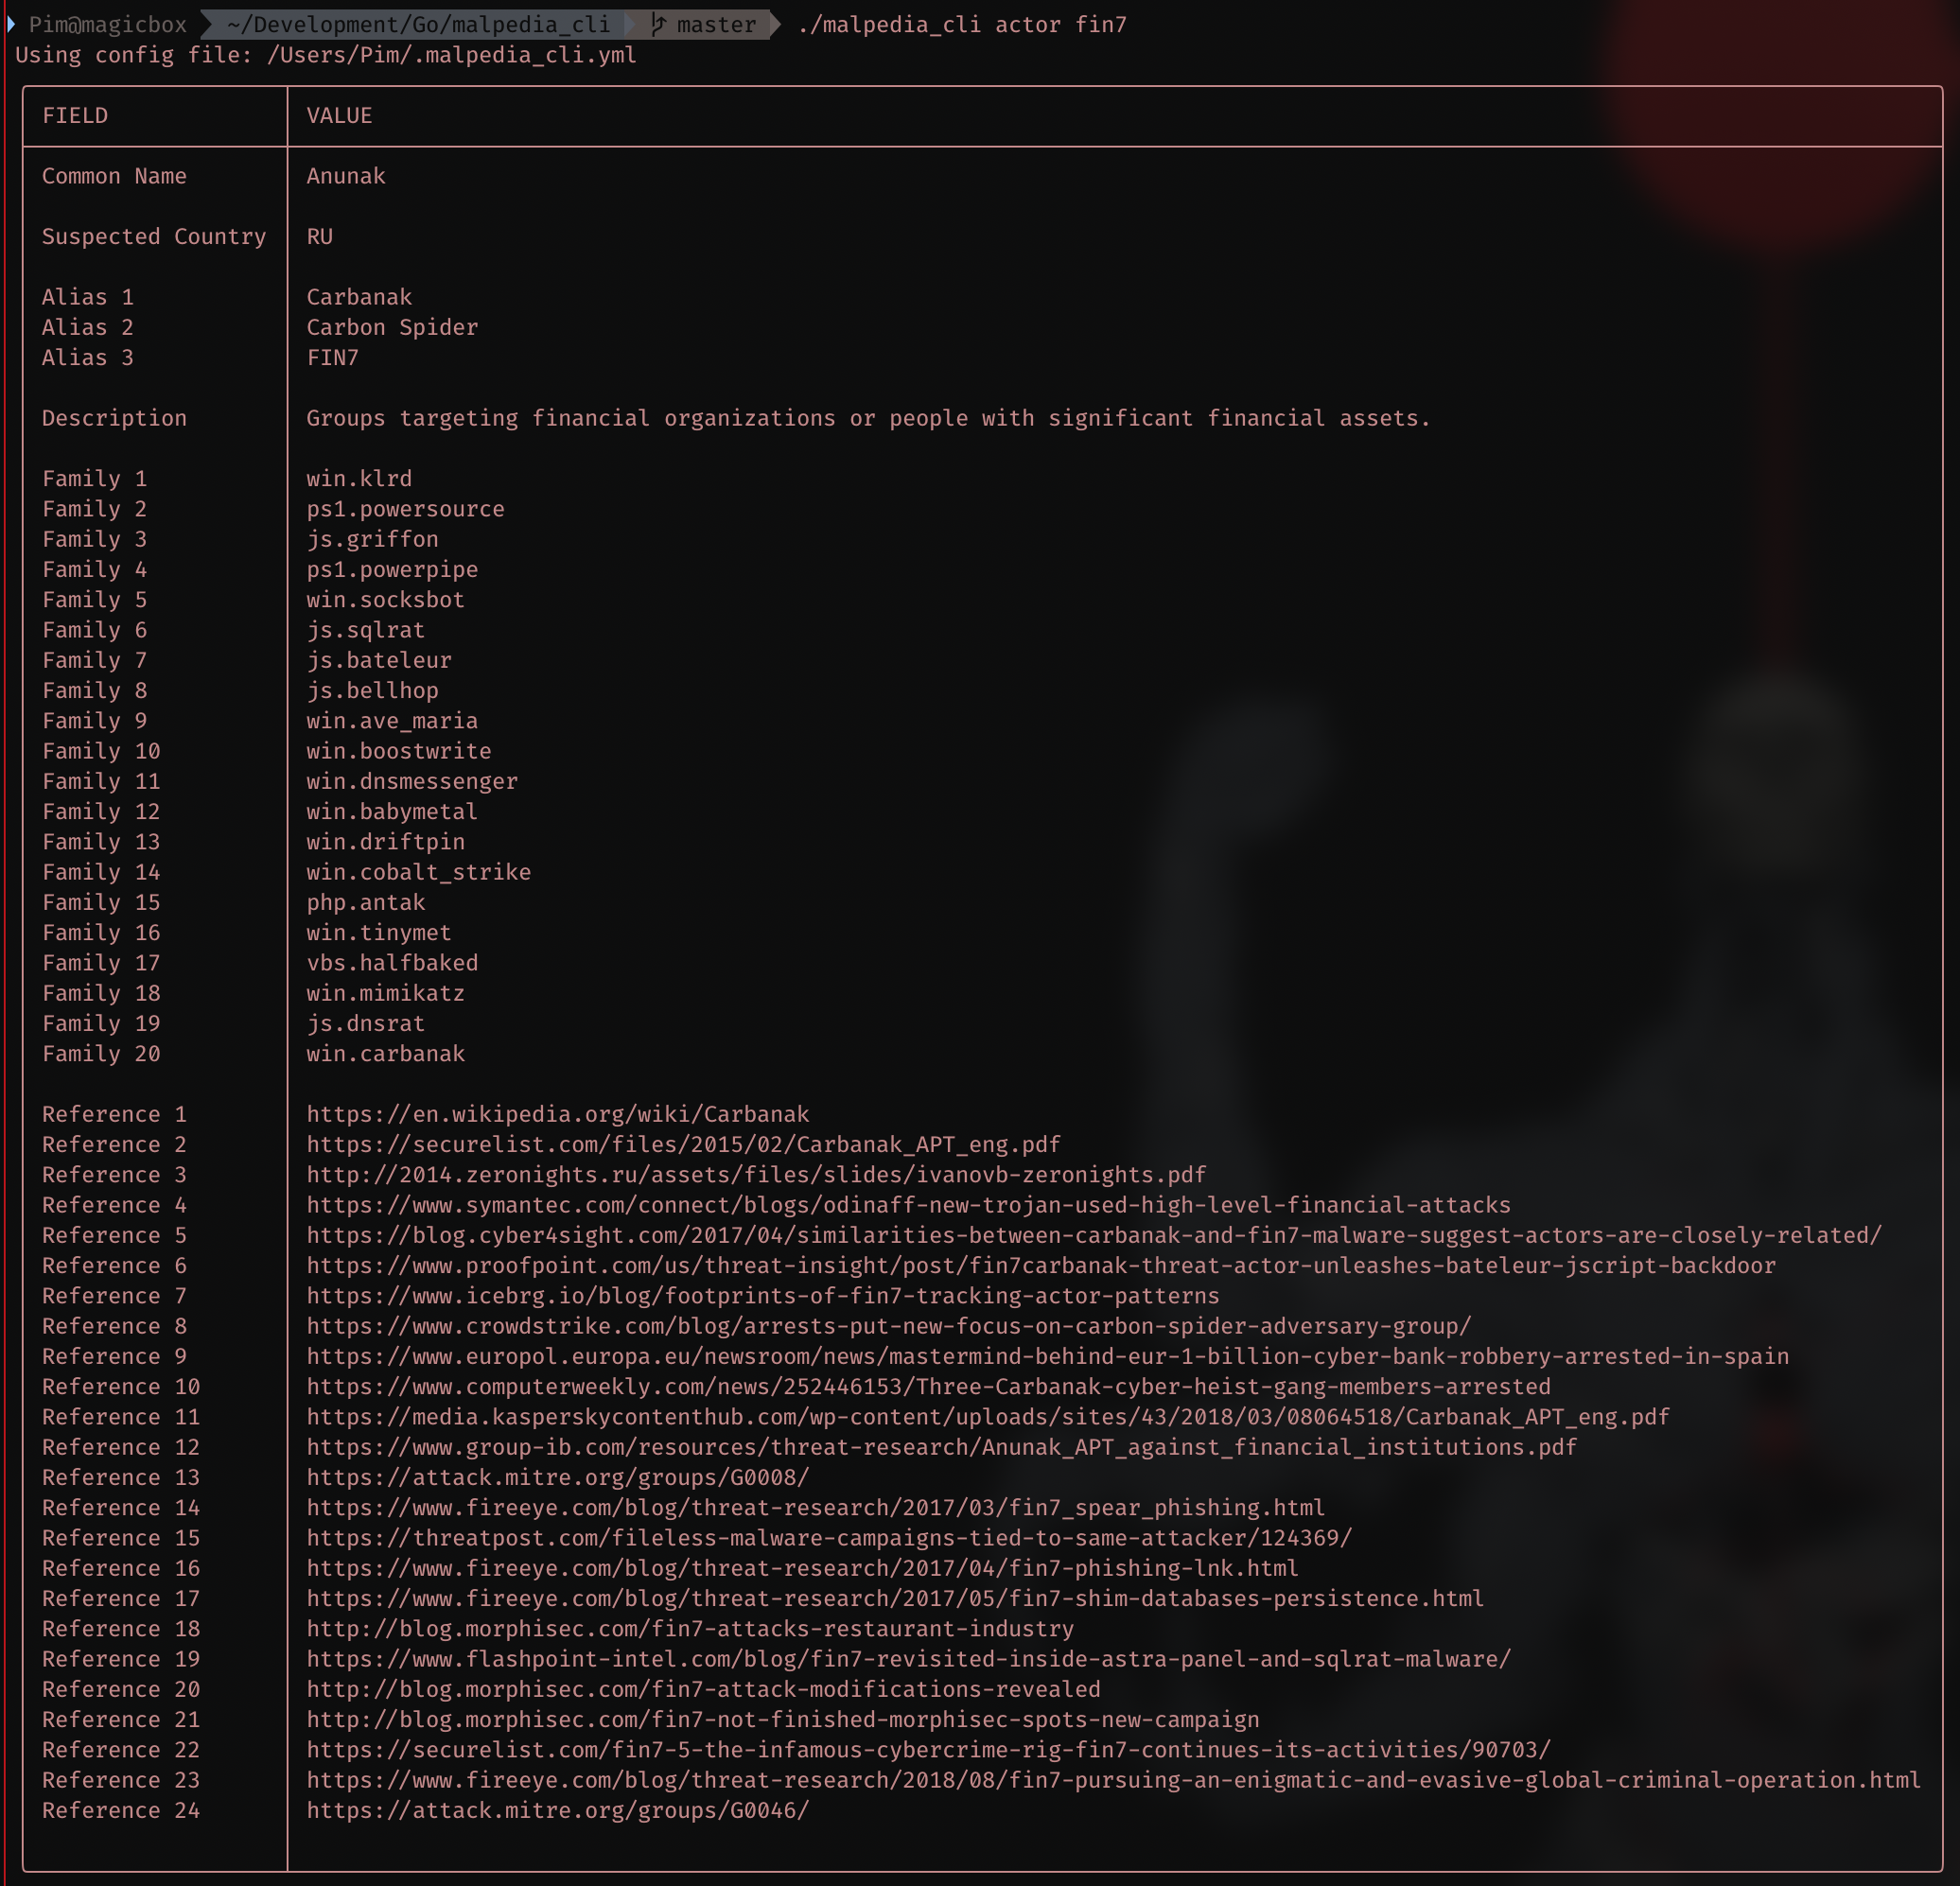 Pim@magicbox ~/Development/Go/malpedia_cli master ./malpedia_cli actor fin7
Using config file: /Users/Pim/.malpedia_cli.yml
FIELD VALUE
Common Name Anunak
Suspected Country RU
Alias 1 Carbanak
Alias 2 Carbon Spider
Alias 3 FIN7
Description Groups targeting financial organizations or people with significant financial assets.
Family 1 win.klrd
Family 2 ps1.powersource
Family 3 js.griffon
Family 4 ps1.powerpipe
Family 5 win.socksbot
Family 6 js.sqlrat
Family 7 js.bateleur
Family 8 js.bellhop
Family 9 win.ave_maria
Family 10 win.boostwrite
Family 11 win.dnsmessenger
Family 12 win.babymetal
Family 13 win.driftpin
Family 14 win.cobalt_strike
Family 15 php.antak
Family 16 win.tinymet
Family 17 vbs.halfbaked
Family 18 win.mimikatz
Family 19 js.dnsrat
Family 20 win.carbanak
Reference 1 https://en.wikipedia.org/wiki/Carbanak
Reference 2 https://securelist.com/files/2015/02/Carbanak_APT_eng.pdf
Reference 3 http://2014.zeronights.ru/assets/files/slides/ivanovb-zeronights.pdf
Reference 4 https://www.symantec.com/connect/blogs/odinaff-new-trojan-used-high-level-financial-attacks
Reference 5 https://blog.cyber4sight.com/2017/04/similarities-between-carbanak-and-fin7-malware-suggest-actors-are-closely-related/
Reference 6 https://www.proofpoint.com/us/threat-insight/post/fin7carbanak-threat-actor-unleashes-bateleur-jscript-backdoor
Reference 7 https://www.icebrg.io/blog/footprints-of-fin7-tracking-actor-patterns
Reference 8 https://www.crowdstrike.com/blog/arrests-put-new-focus-on-carbon-spider-adversary-group/
Reference 9 https://www.europol.europa.eu/newsroom/news/mastermind-behind-eur-1-billion-cyber-bank-robbery-arrested-in-spain
Reference 10 https://www.computerweekly.com/news/252446153/Three-Carbanak-cyber-heist-gang-members-arrested
Reference 11 https://media.kasperskycontenthub.com/wp-content/uploads/sites/43/2018/03/08064518/Carbanak_APT_eng.pdf
Reference 12 https://www.group-ib.com/resources/threat-research/Anunak_APT_against_financial_institutions.pdf
Reference 13 https://attack.mitre.org/groups/G0008/
Reference 14 https://www.fireeye.com/blog/threat-research/2017/03/fin7_spear_phishing.html
Reference 15 https://threatpost.com/fileless-malware-campaigns-tied-to-same-attacker/124369/
Reference 16 https://www.fireeye.com/blog/threat-research/2017/04/fin7-phishing-lnk.html
Reference 17 https://www.fireeye.com/blog/threat-research/2017/05/fin7-shim-databases-persistence.html
Reference 18 http://blog.morphisec.com/fin7-attacks-restaurant-industry
Reference 19 https://www.flashpoint-intel.com/blog/fin7-revisited-inside-astra-panel-and-sqlrat-malware/
Reference 20 http://blog.morphisec.com/fin7-attack-modifications-revealed
Reference 21 http://blog.morphisec.com/fin7-not-finished-morphisec-spots-new-campaign
Reference 22 https://securelist.com/fin7-5-the-infamous-cybercrime-rig-fin7-continues-its-activities/90703/
Reference 23 https://www.fireeye.com/blog/threat-research/2018/08/fin7-pursuing-an-enigmatic-and-evasive-global-criminal-operation.html
Reference 24 https://attack.mitre.org/groups/G0046/